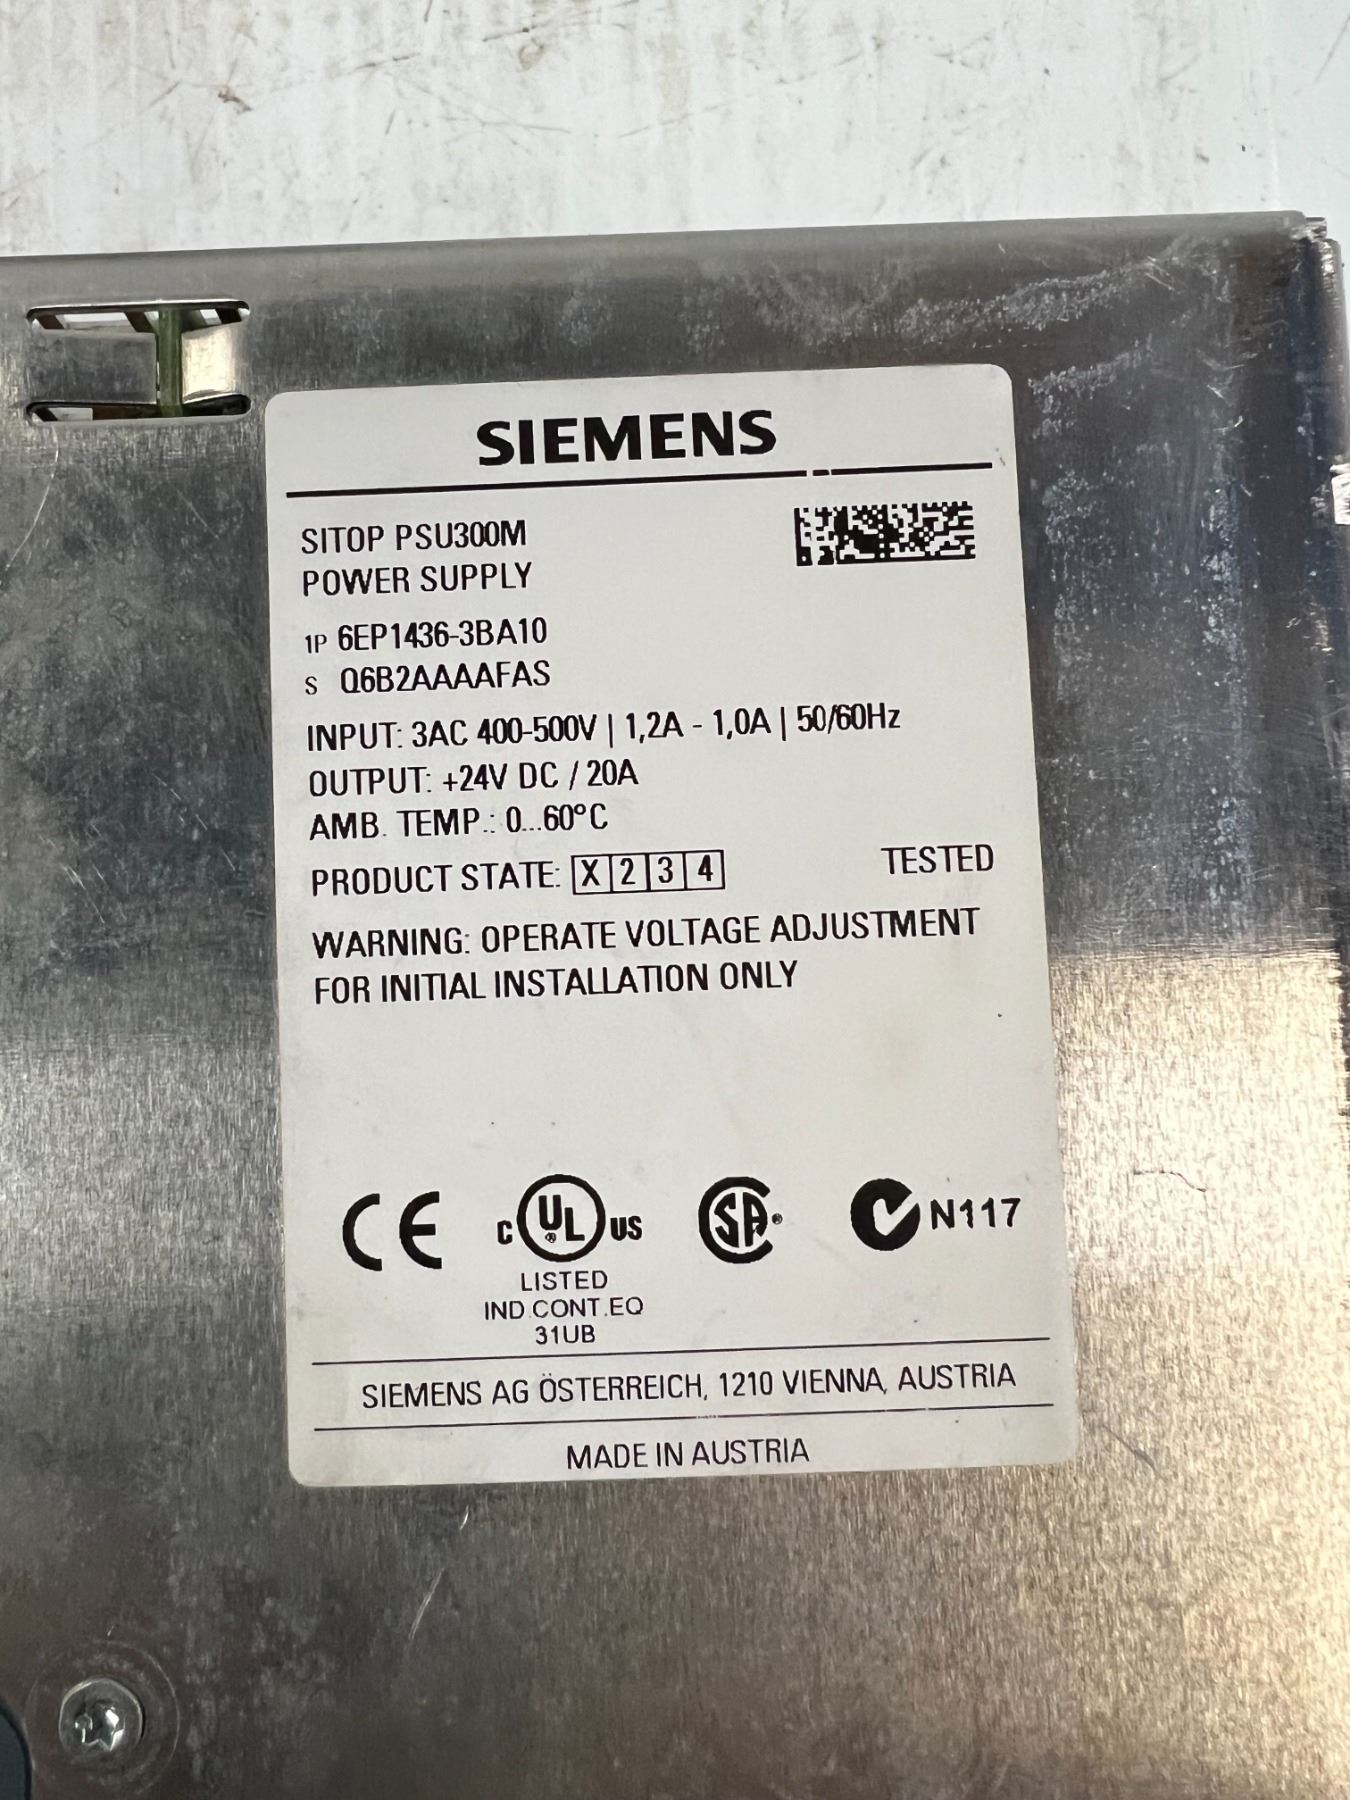 SIEMENS
SITOP PSU300M
POWER SUPPLY
1P 6EP1436-3BA10
S Q6B2AAAAFAS
INPUT: 3AC 400-500V | 1,2A - 1,0A | 50/60Hz
OUTPUT: +24V DC / 20A
AMB. TEMP.: 0...60°C
PRODUCT STATE: X 2 3 4 TESTED
WARNING: OPERATE VOLTAGE ADJUSTMENT
FOR INITIAL INSTALLATION ONLY
CE C UL® US SA® N117
LISTED
IND.CONT.EQ
31UB
SIEMENS AG ÖSTERREICH, 1210 VIENNA, AUSTRIA
MADE IN AUSTRIA